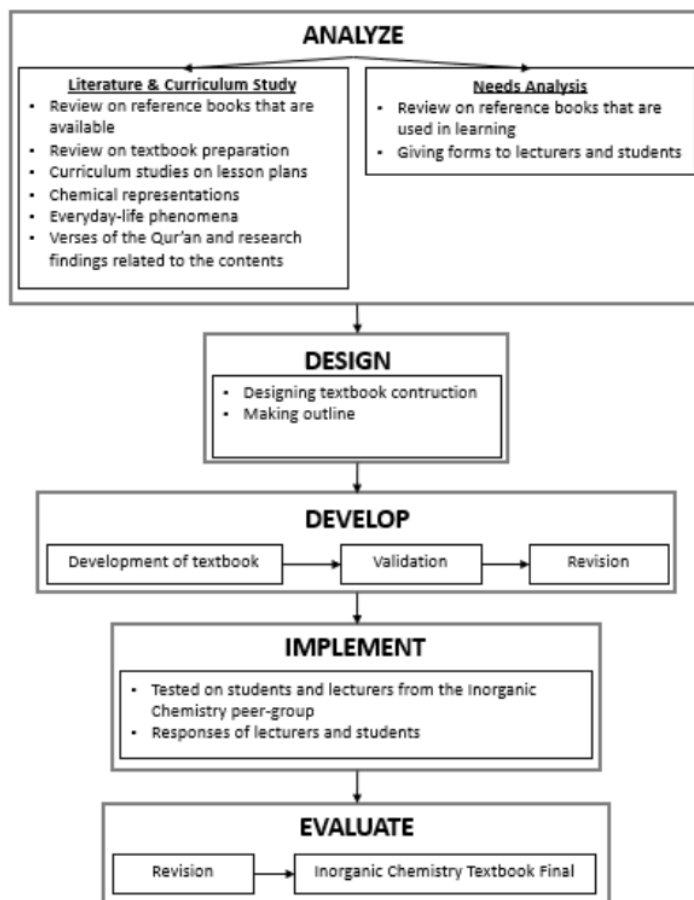 ANALYZE
Literature & Curriculum Study
• Review on reference books that are
available
• Review on textbook preparation
• Curriculum studies on lesson plans
• Chemical representations
• Everyday-life phenomena
• Verses of the Qur'an and research
findings related to the contents
Needs Analysis
• Review on reference books that are
used in learning
• Giving forms to lecturers and students
DESIGN
• Designing textbook contruction
• Making outline
DEVELOP
Development of textbook
Validation
Revision
IMPLEMENT
• Tested on students and lecturers from the Inorganic
Chemistry peer-group
• Responses of lecturers and students
EVALUATE
Revision
Inorganic Chemistry Textbook Final